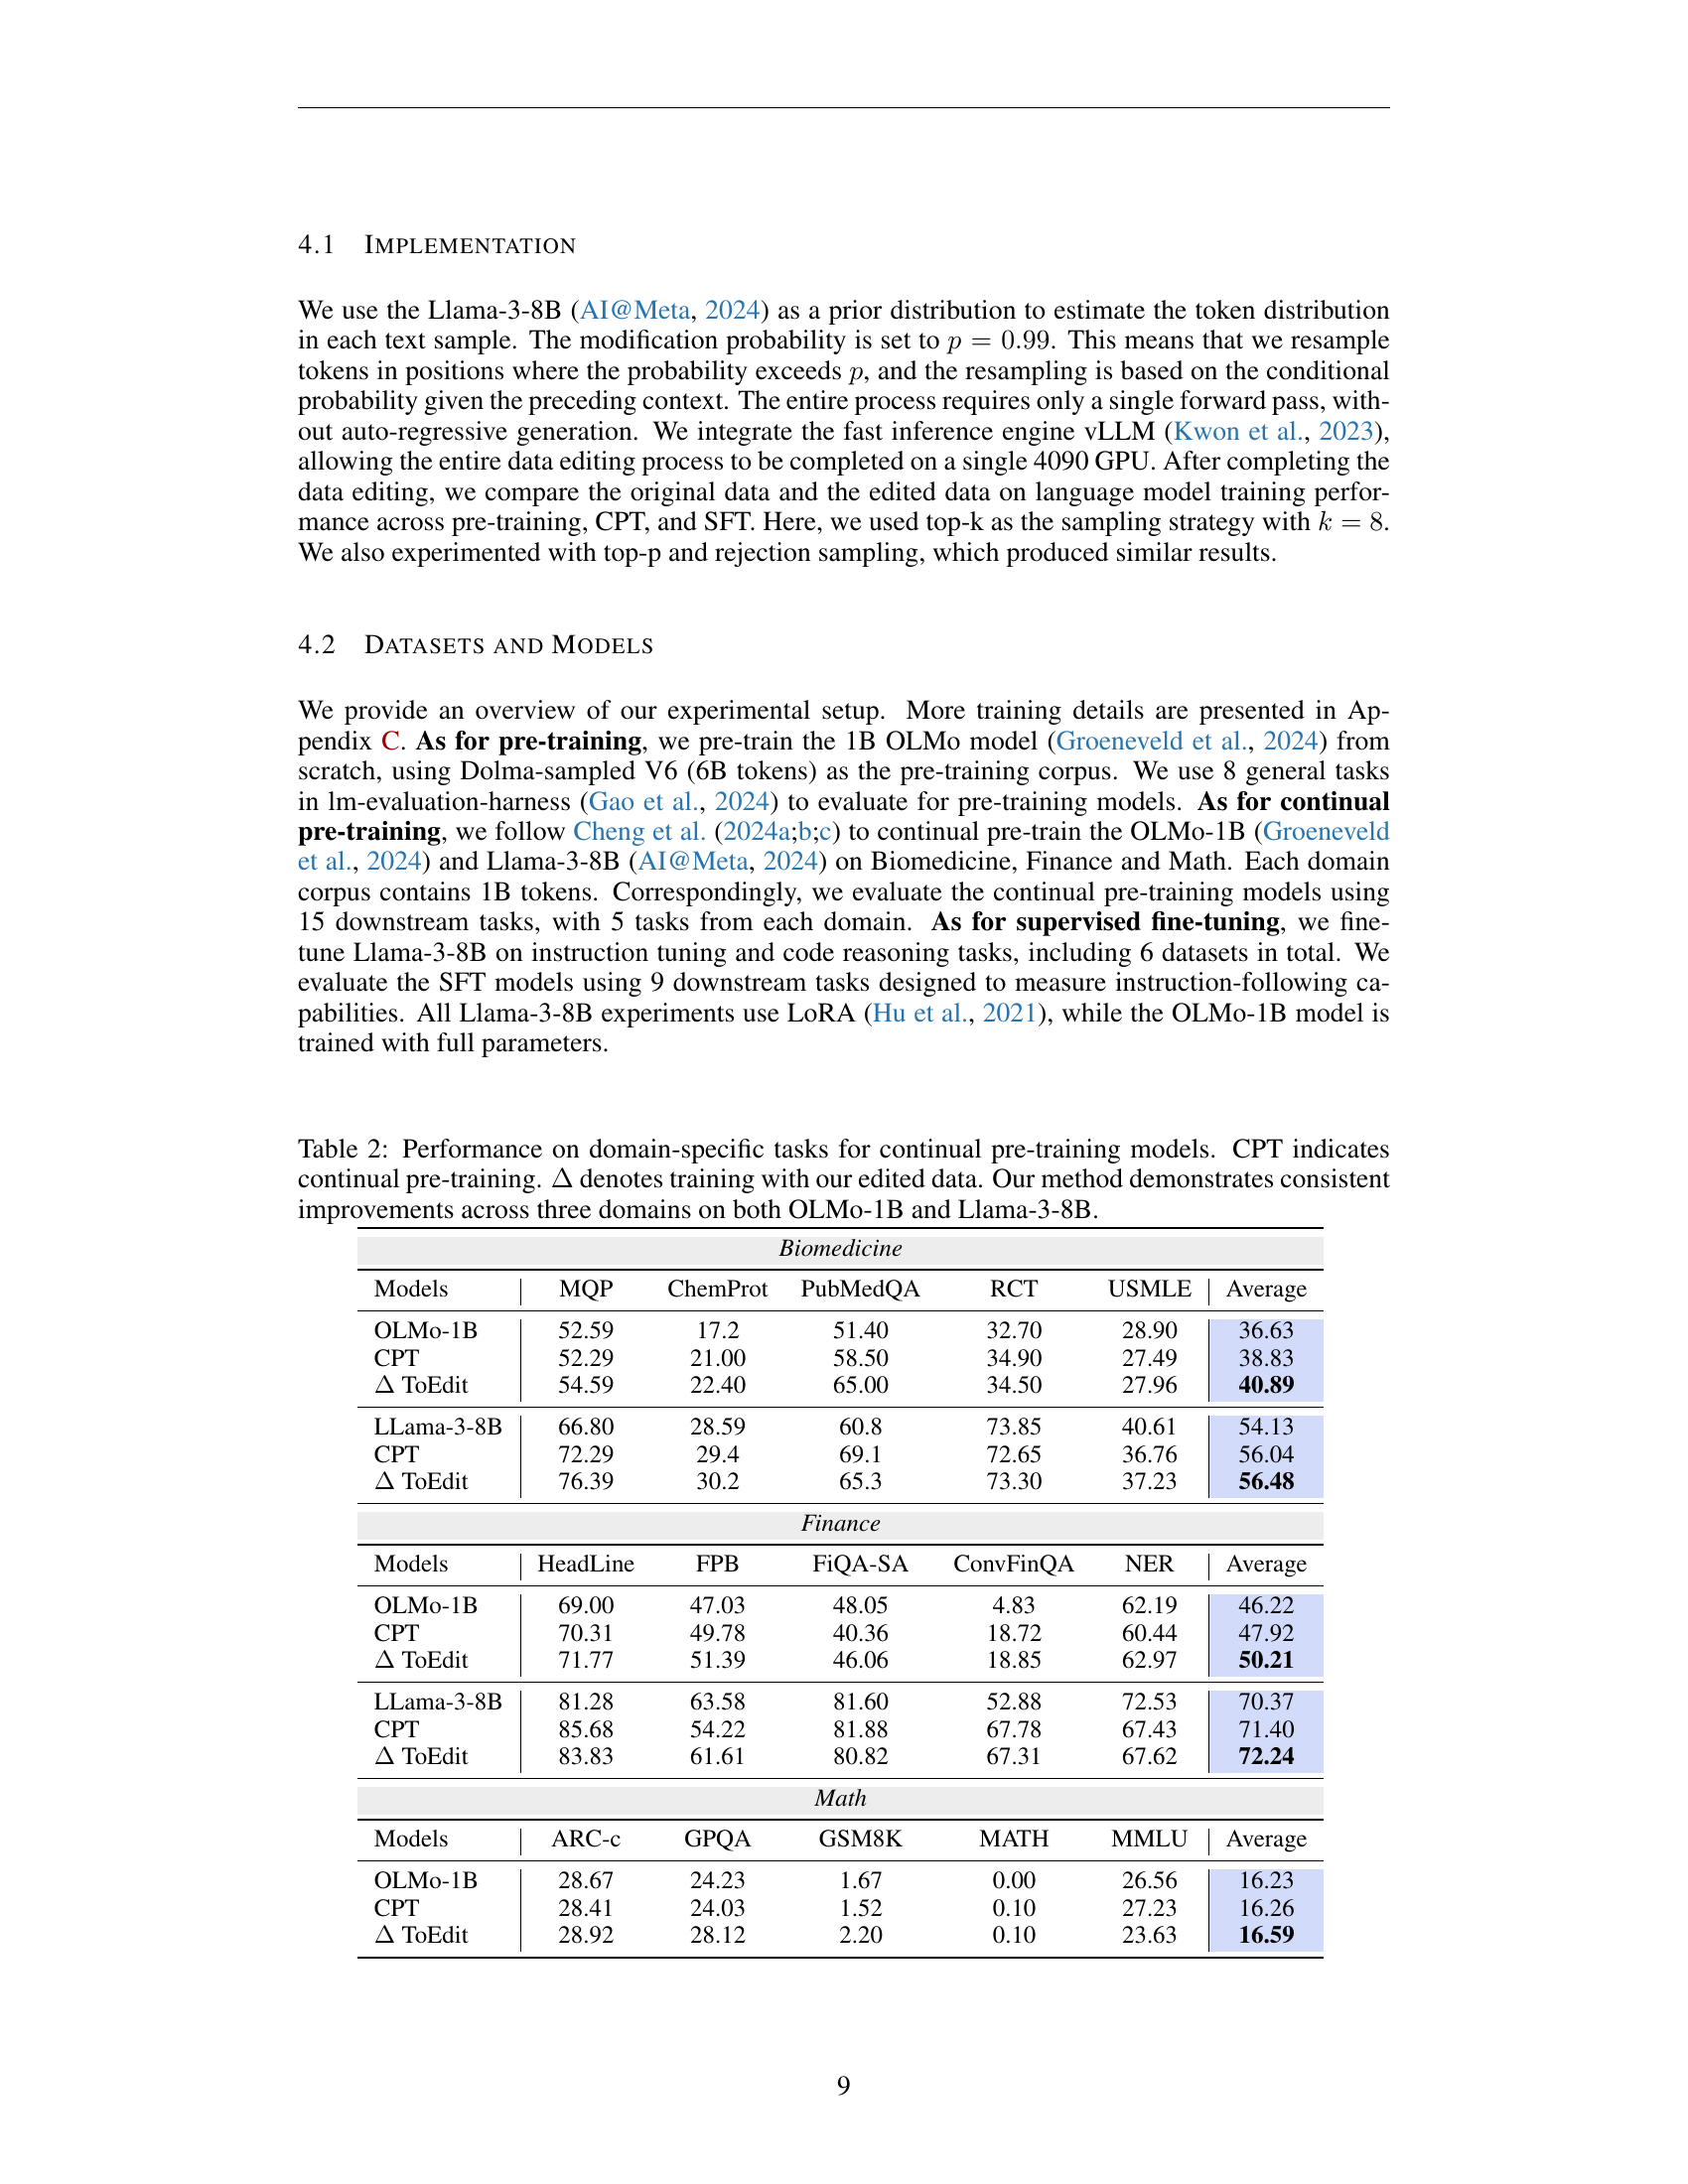 4.1 IMPLEMENTATION
We use the Llama-3-8B (AI@Meta, 2024) as a prior distribution to estimate the token distribution
in each text sample. The modification probability is set to p = 0.99. This means that we resample
tokens in positions where the probability exceeds p, and the resampling is based on the conditional
probability given the preceding context. The entire process requires only a single forward pass, with-
out auto-regressive generation. We integrate the fast inference engine vLLM (Kwon et al., 2023),
allowing the entire data editing process to be completed on a single 4090 GPU. After completing the
data editing, we compare the original data and the edited data on language model training perfor-
mance across pre-training, CPT, and SFT. Here, we used top-k as the sampling strategy with k = 8.
We also experimented with top-p and rejection sampling, which produced similar results.
4.2 DATASETS AND MODELS
We provide an overview of our experimental setup. More training details are presented in Ap-
pendix C. As for pre-training, we pre-train the 1B OLMo model (Groeneveld et al., 2024) from
scratch, using Dolma-sampled V6 (6B tokens) as the pre-training corpus. We use 8 general tasks
in lm-evaluation-harness (Gao et al., 2024) to evaluate for pre-training models. As for continual
pre-training, we follow Cheng et al. (2024a;b;c) to continual pre-train the OLMo-1B (Groeneveld
et al., 2024) and Llama-3-8B (AI@Meta, 2024) on Biomedicine, Finance and Math. Each domain
corpus contains 1B tokens. Correspondingly, we evaluate the continual pre-training models using
15 downstream tasks, with 5 tasks from each domain. As for supervised fine-tuning, we fine-
tune Llama-3-8B on instruction tuning and code reasoning tasks, including 6 datasets in total. We
evaluate the SFT models using 9 downstream tasks designed to measure instruction-following ca-
pabilities. All Llama-3-8B experiments use LoRA (Hu et al., 2021), while the OLMo-1B model is
trained with full parameters.
Table 2: Performance on domain-specific tasks for continual pre-training models. CPT indicates
continual pre-training. Δ denotes training with our edited data. Our method demonstrates consistent
improvements across three domains on both OLMo-1B and Llama-3-8B.
Biomedicine
Models MQP ChemProt PubMedQA RCT USMLE Average
OLMo-1B 52.59 17.2 51.40 32.70 28.90 36.63
CPT 52.29 21.00 58.50 34.90 27.49 38.83
Δ ToEdit 54.59 22.40 65.00 34.50 27.96 40.89
LLama-3-8B 66.80 28.59 60.8 73.85 40.61 54.13
CPT 72.29 29.4 69.1 72.65 36.76 56.04
Δ ToEdit 76.39 30.2 65.3 73.30 37.23 56.48
Finance
Models HeadLine FPB FiQA-SA ConvFinQA NER Average
OLMo-1B 69.00 47.03 48.05 4.83 62.19 46.22
CPT 70.31 49.78 40.36 18.72 60.44 47.92
Δ ToEdit 71.77 51.39 46.06 18.85 62.97 50.21
LLama-3-8B 81.28 63.58 81.60 52.88 72.53 70.37
CPT 85.68 54.22 81.88 67.78 67.43 71.40
Δ ToEdit 83.83 61.61 80.82 67.31 67.62 72.24
Math
Models ARC-c GPQA GSM8K MATH MMLU Average
OLMo-1B 28.67 24.23 1.67 0.00 26.56 16.23
CPT 28.41 24.03 1.52 0.10 27.23 16.26
Δ ToEdit 28.92 28.12 2.20 0.10 23.63 16.59
9